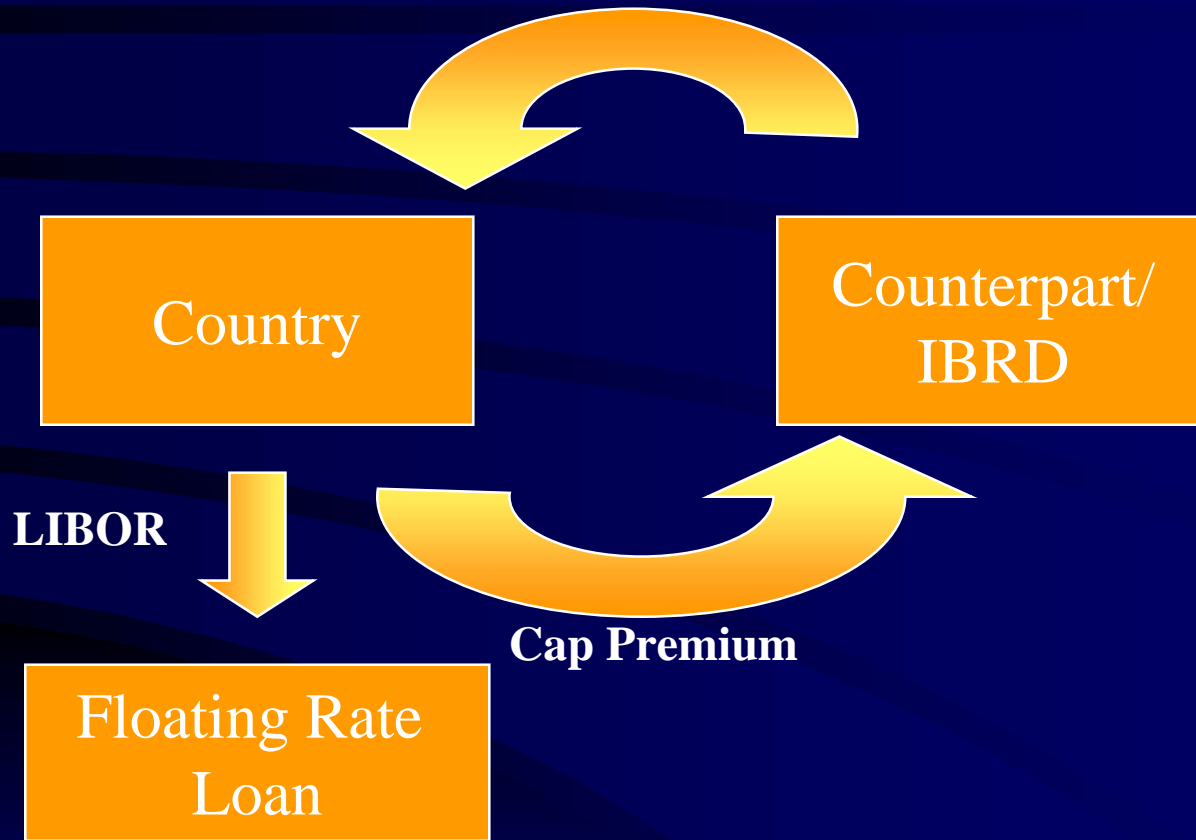 Country
Counterpart/
IBRD
LIBOR
Cap Premium
Floating Rate
Loan